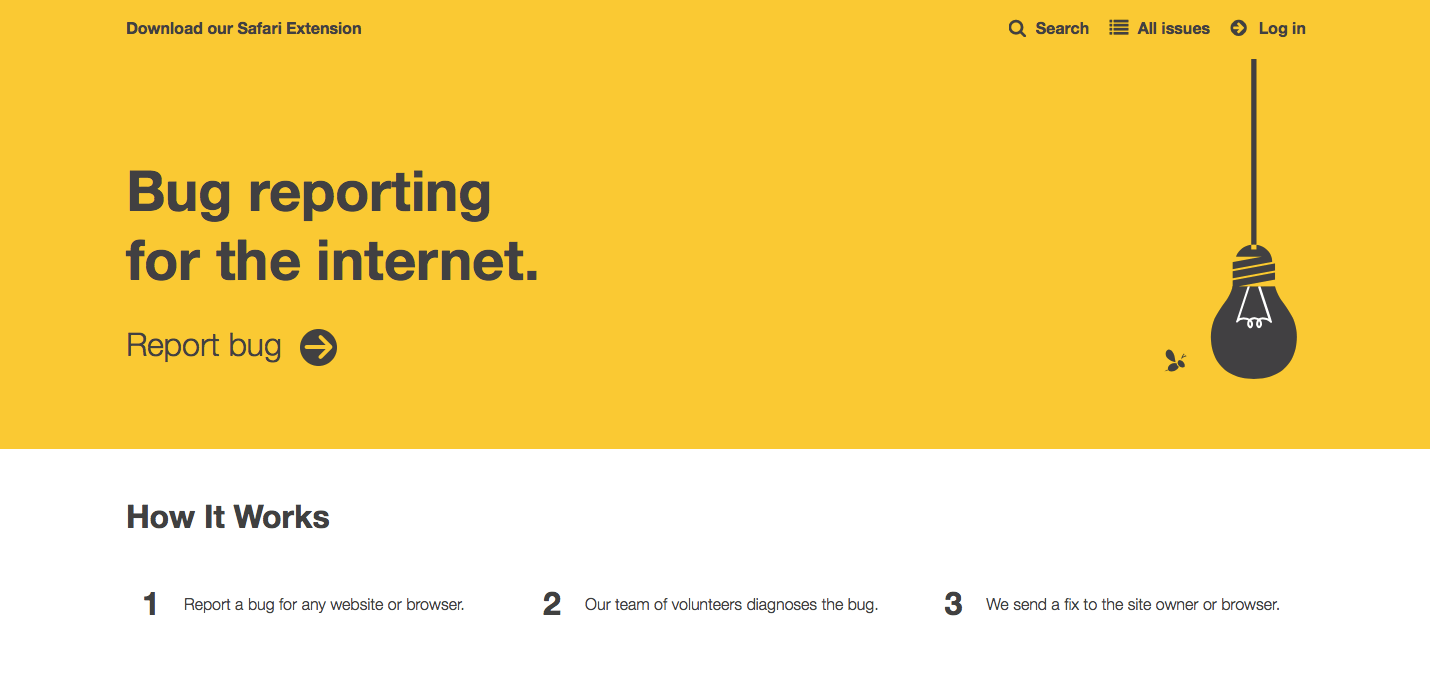 Download our Safari Extension
Search
All issues
Log in
Bug reporting
for the internet.
Report bug
How It Works
1 Report a bug for any website or browser.
2 Our team of volunteers diagnoses the bug.
3 We send a fix to the site owner or browser.